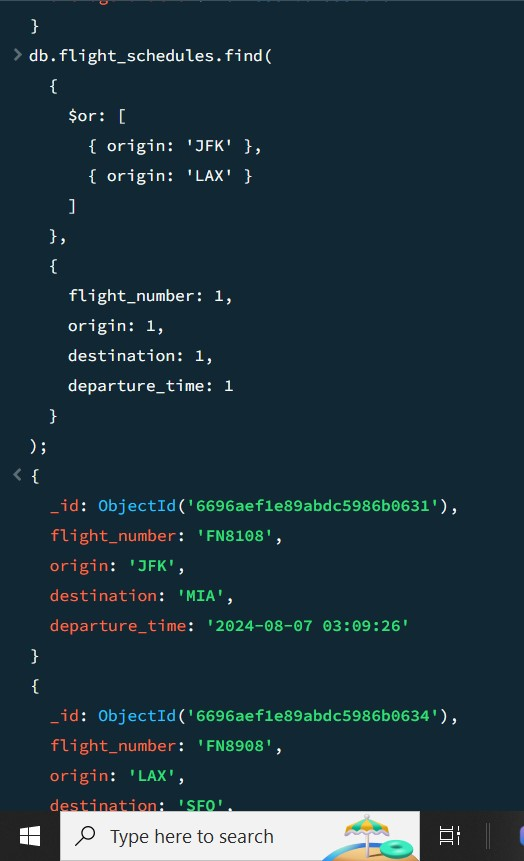 }
> db.flight_schedules.find(
{
$or: [
{ origin: 'JFK' },
{ origin: 'LAX' }
]
},
{
flight_number: 1,
origin: 1,
destination: 1,
departure_time: 1
}
);
< {
_id: ObjectId('6696aef1e89abdc5986b0631'),
flight_number: 'FN8108',
origin: 'JFK',
destination: 'MIA',
departure_time: '2024-08-07 03:09:26'
}
{
_id: ObjectId('6696aef1e89abdc5986b0634'),
flight_number: 'FN8908',
origin: 'LAX',
destination: 'SFO',
Type here to search